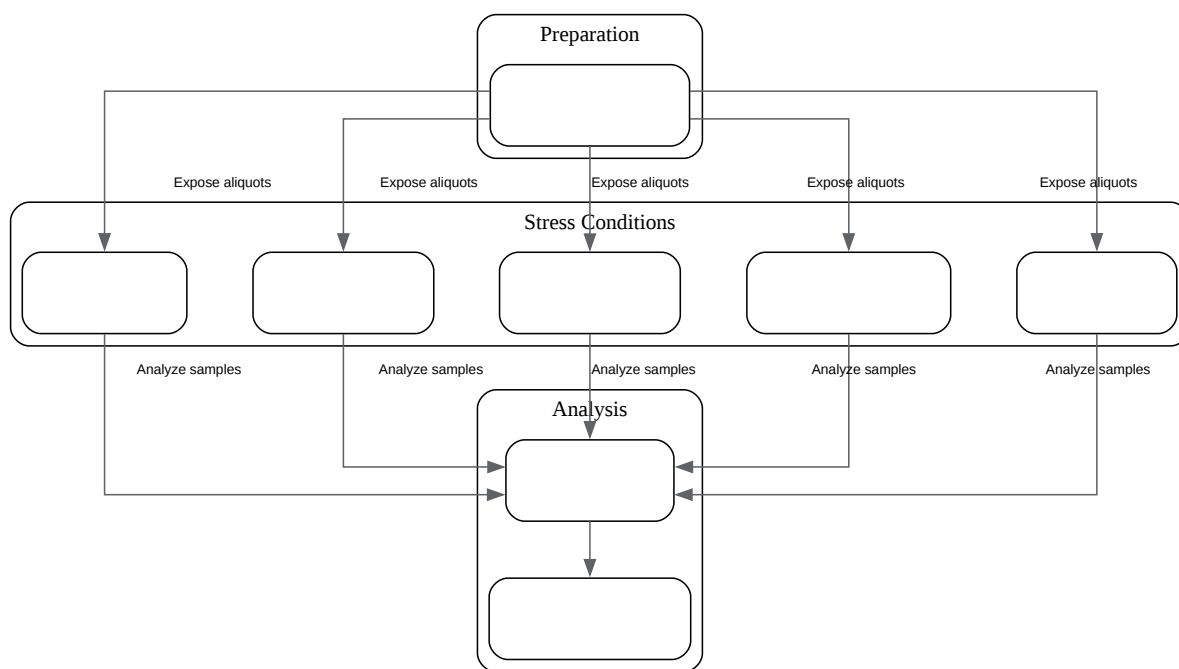 Preparation
Expose aliquots
Expose aliquots
Expose aliquots
Expose aliquots
Expose aliquots
Stress Conditions
Analyze samples
Analyze samples
Analyze samples
Analyze samples
Analyze samples
Analysis